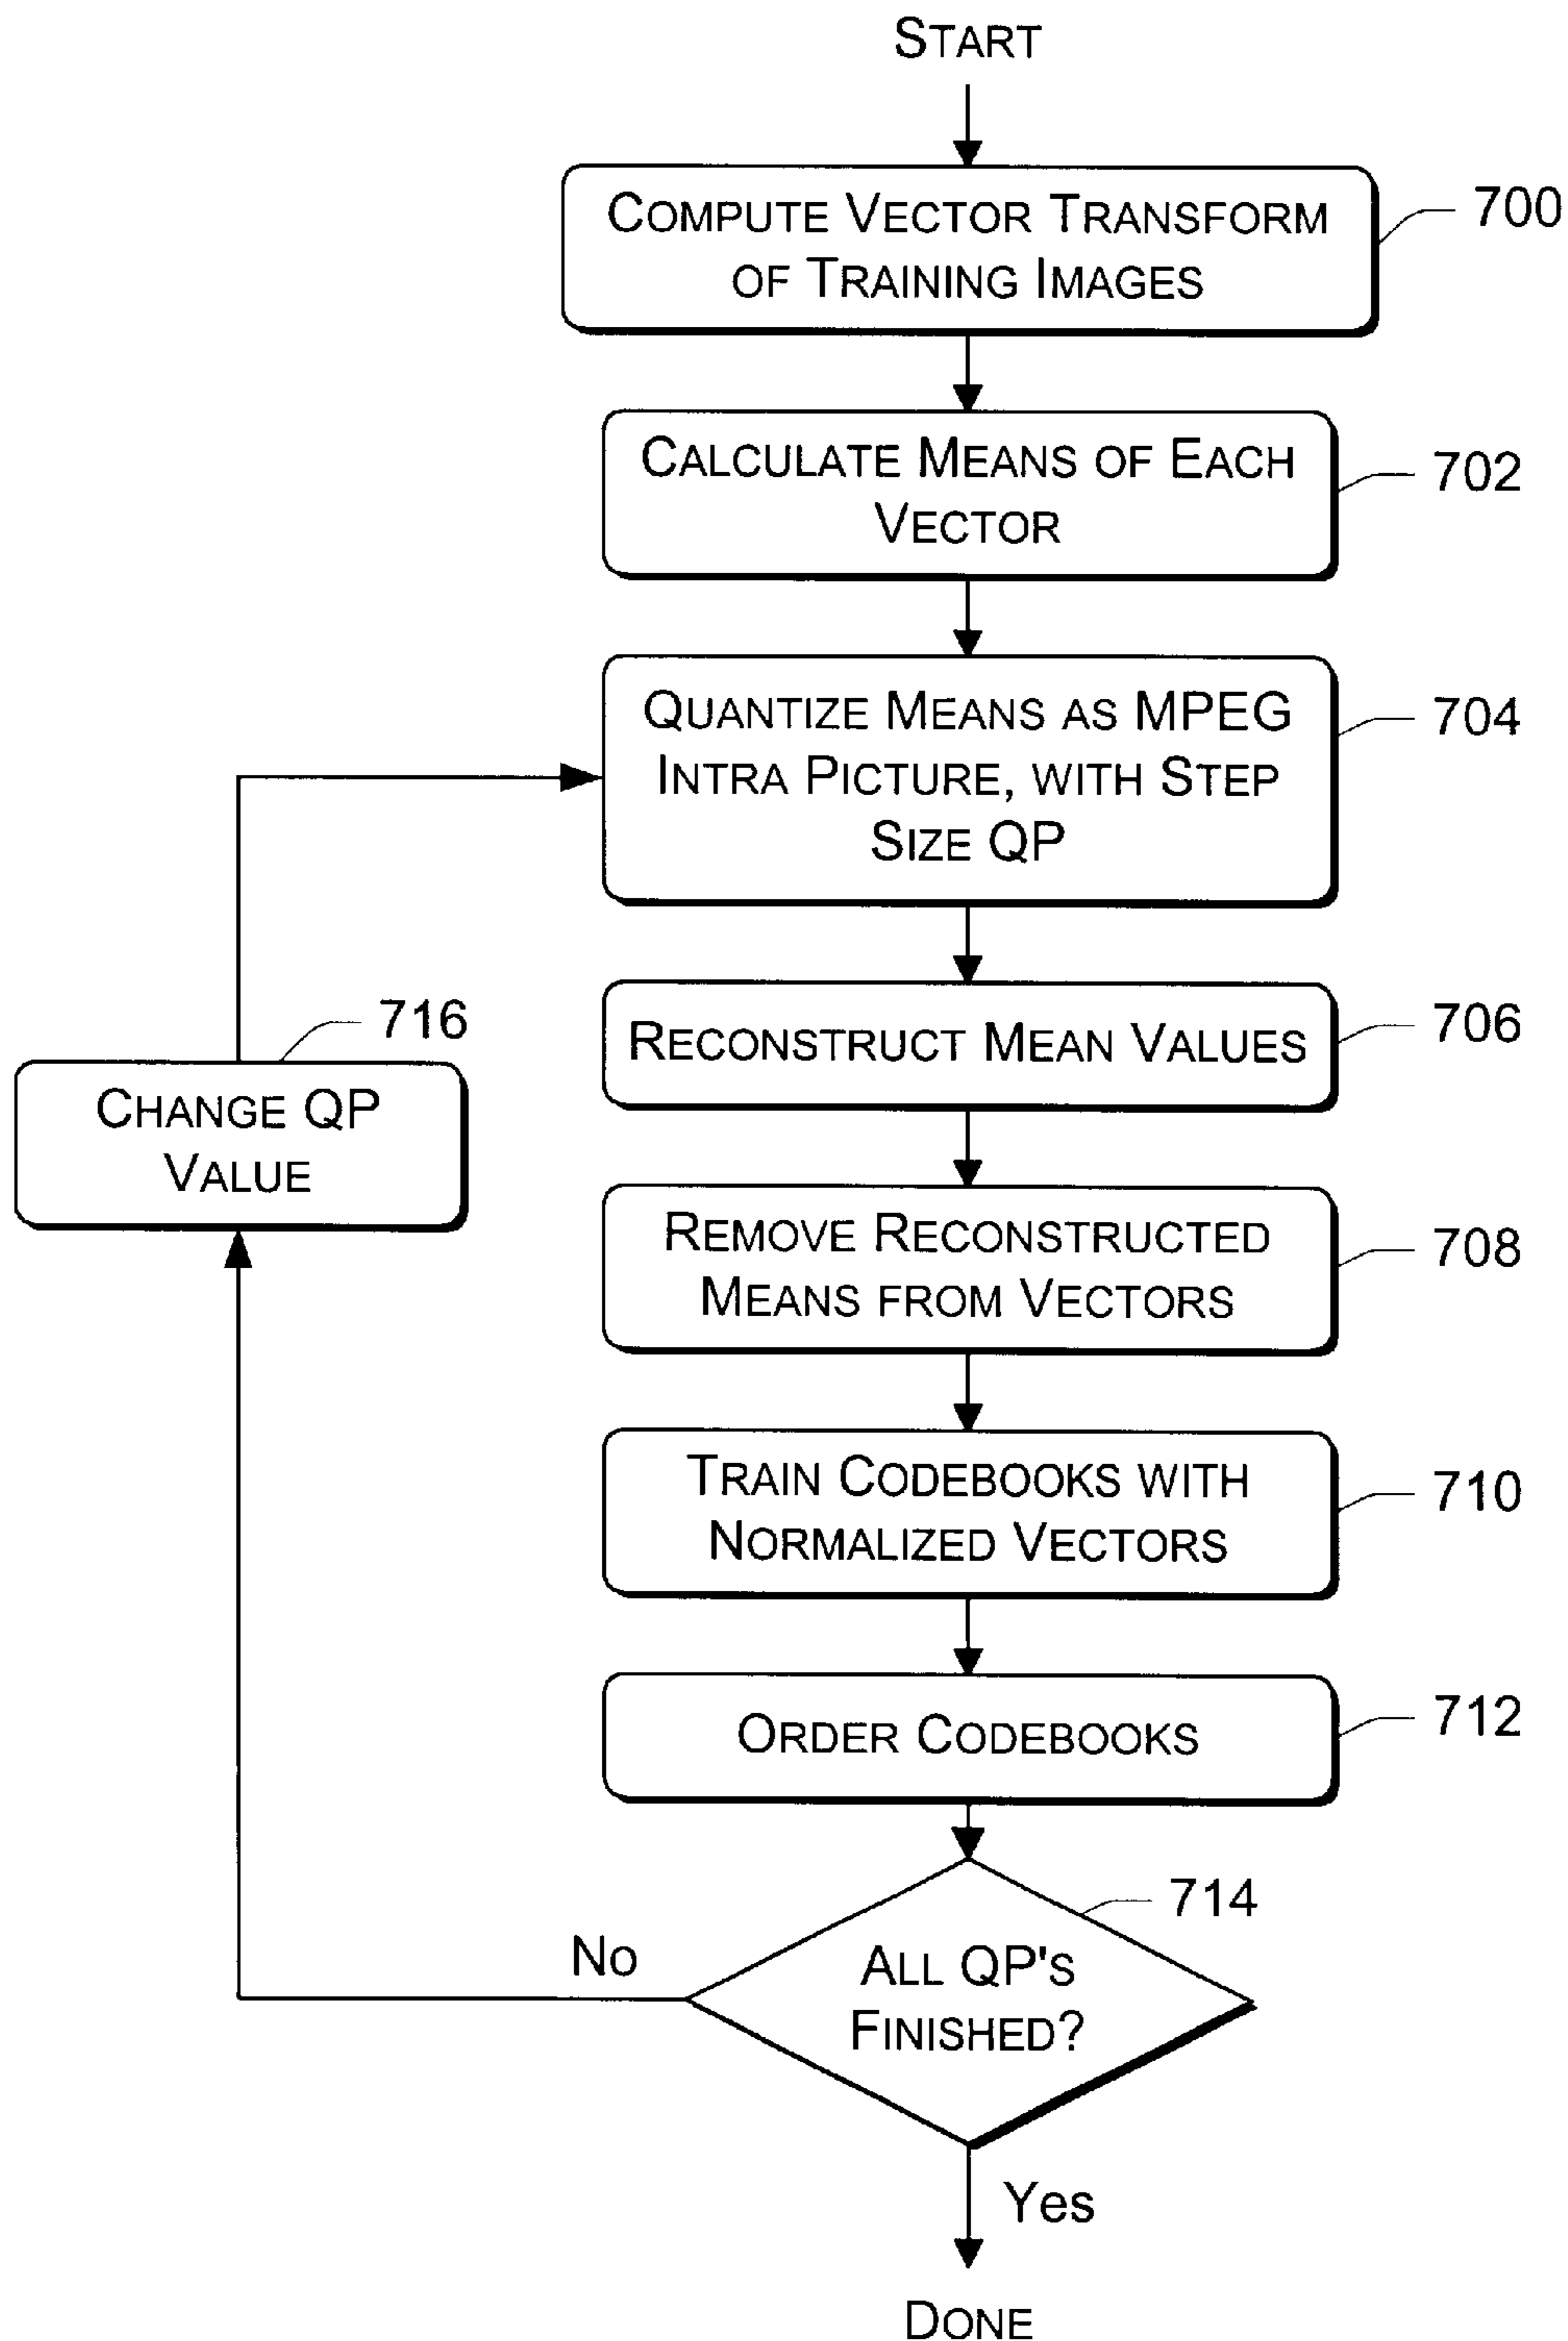 START
COMPUTE VECTOR TRANSFORM
OF TRAINING IMAGES
700
CALCULATE MEANS OF EACH
VECTOR
702
QUANTIZE MEANS AS MPEG
INTRA PICTURE, WITH STEP
SIZE QP
704
RECONSTRUCT MEAN VALUES
706
716
CHANGE QP
VALUE
REMOVE RECONSTRUCTED
MEANS FROM VECTORS
708
TRAIN CODEBOOKS WITH
NORMALIZED VECTORS
710
ORDER CODEBOOKS
712
714
ALL QP'S
FINISHED?
No
Yes
DONE